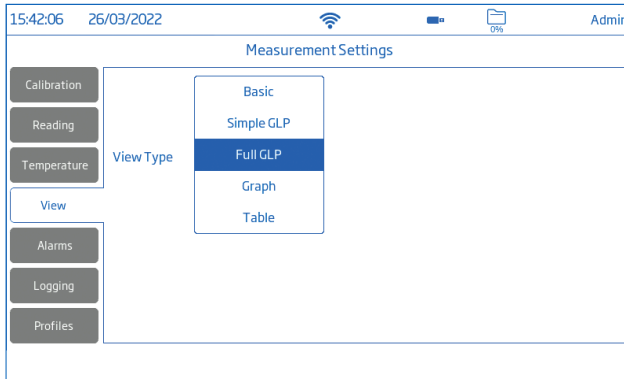 15:42:06 26/03/2022 0% Admin
Measurement Settings
Calibration
Reading
Temperature
View
Alarms
Logging
Profiles
View Type
Basic
Simple GLP
Full GLP
Graph
Table